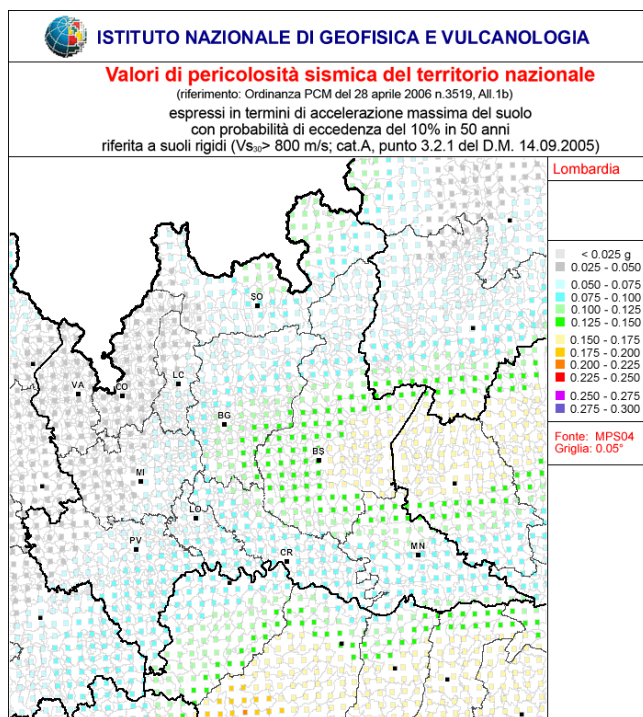 ISTITUTO NAZIONALE DI GEOFISICA E VULCANOLOGIA
Valori di pericolosità sismica del territorio nazionale
(riferimento: Ordinanza PCM del 28 aprile 2006 n.3519, All.1b)
espressi in termini di accelerazione massima del suolo
con probabilità di eccedenza del 10% in 50 anni
riferita a suoli rigidi (Vs30> 800 m/s; cat.A, punto 3.2.1 del D.M. 14.09.2005)
Lombardia
< 0.025 g
0.025 - 0.050
0.050 - 0.075
0.075 - 0.100
0.100 - 0.125
0.125 - 0.150
0.150 - 0.175
0.175 - 0.200
0.200 - 0.225
0.225 - 0.250
0.250 - 0.275
0.275 - 0.300
Fonte: MPS04
Griglia: 0.05°
SO
LC
VA
CO
BG
BS
MI
LO
PV
CR
MN